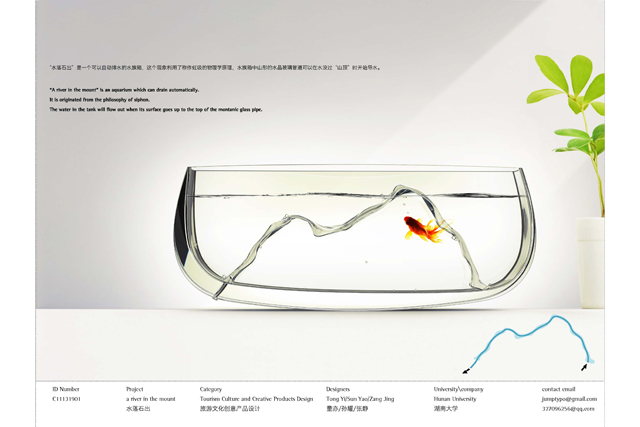 "水落石出"是一个可以自动排水的水族箱，这个现象利用了称作虹吸的物理学原理，水族箱中山形的水晶玻璃管道可以在水没过"山顶"时开始导水。
"A river in the mount" is an aquarium which can drain automatically.
It is originated from the philosophy of siphon.
The water in the tank will flow out when its surface goes up to the top of the montanic glass pipe.
ID Number Project Category Designers University\company contact email
C11131901 a river in the mount Tourism Culture and Creative Products Design Tong Yi/Sun Yao/Zang Jing Hunan University jumptypo@gmail.com
水落石出 旅游文化创意产品设计 董亦/孙耀/张静 湖南大学 327096256@qq.com